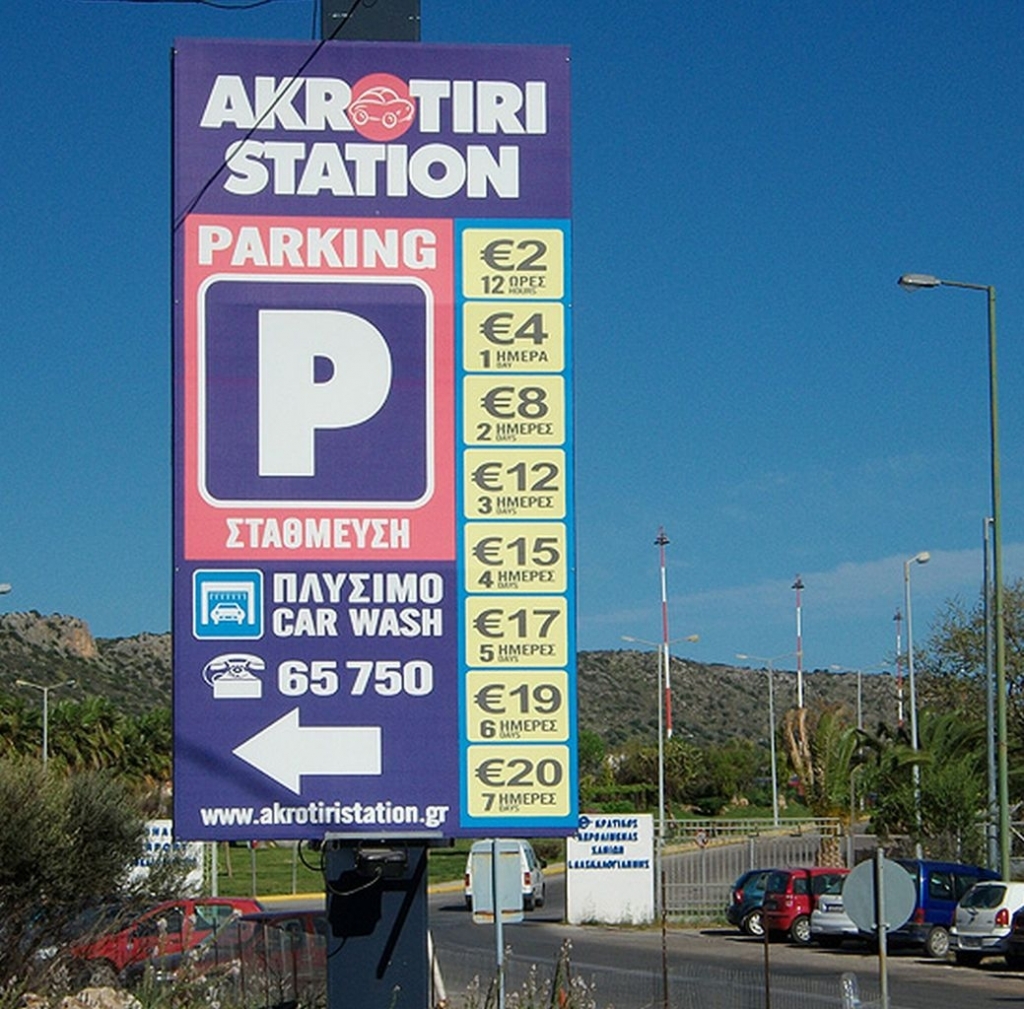 AKROTIRI
STATION
PARKING
P
ΣΤΑΘΜΕΥΣΗ
€2
12 ΩΡΕΣ
HOURS
€4
1 ΗΜΕΡΑ
DAY
€8
2 ΗΜΕΡΕΣ
DAYS
€12
3 ΗΜΕΡΕΣ
DAYS
€15
4 ΗΜΕΡΕΣ
DAYS
€17
5 ΗΜΕΡΕΣ
DAYS
€19
6 ΗΜΕΡΕΣ
DAYS
€20
7 ΗΜΕΡΕΣ
DAYS
ΠΛΥΣΙΜΟ
CAR WASH
65 750
www.akrotiristation.gr
ΚΡΑΤΙΚΟΣ
ΑΕΡΟΛΙΜΕΝΑΣ
ΧΑΝΙΩΝ
Ι.ΔΑΣΚΑΛΟΓΙΑΝΝΗΣ